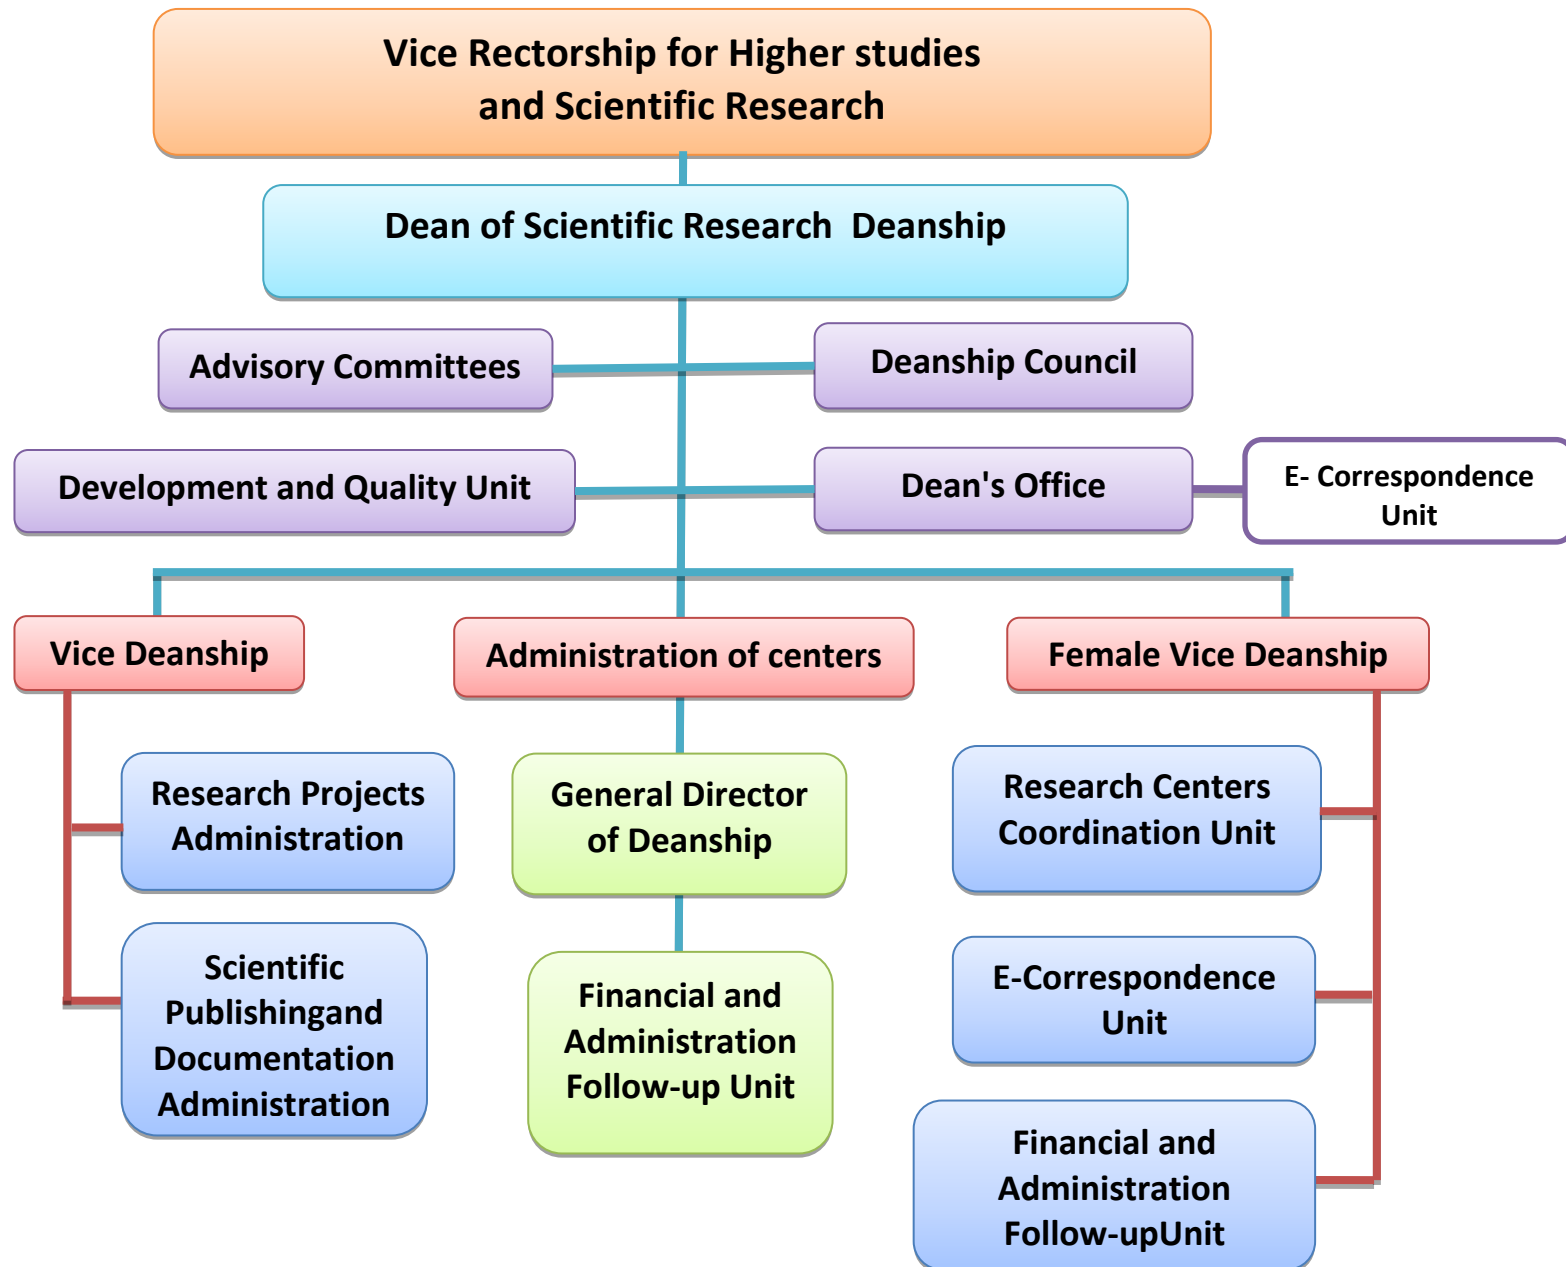 Vice Rectorship for Higher studies
and Scientific Research
Dean of Scientific Research  Deanship
Advisory Committees
Deanship Council
Development and Quality Unit
Dean's Office
E- Correspondence
Unit
Vice Deanship
Administration of centers
Female Vice Deanship
Research Projects
Administration
General Director
of Deanship
Research Centers
Coordination Unit
Scientific
Publishingand
Documentation
Administration
Financial and
Administration
Follow-up Unit
E-Correspondence
Unit
Financial and
Administration
Follow-upUnit